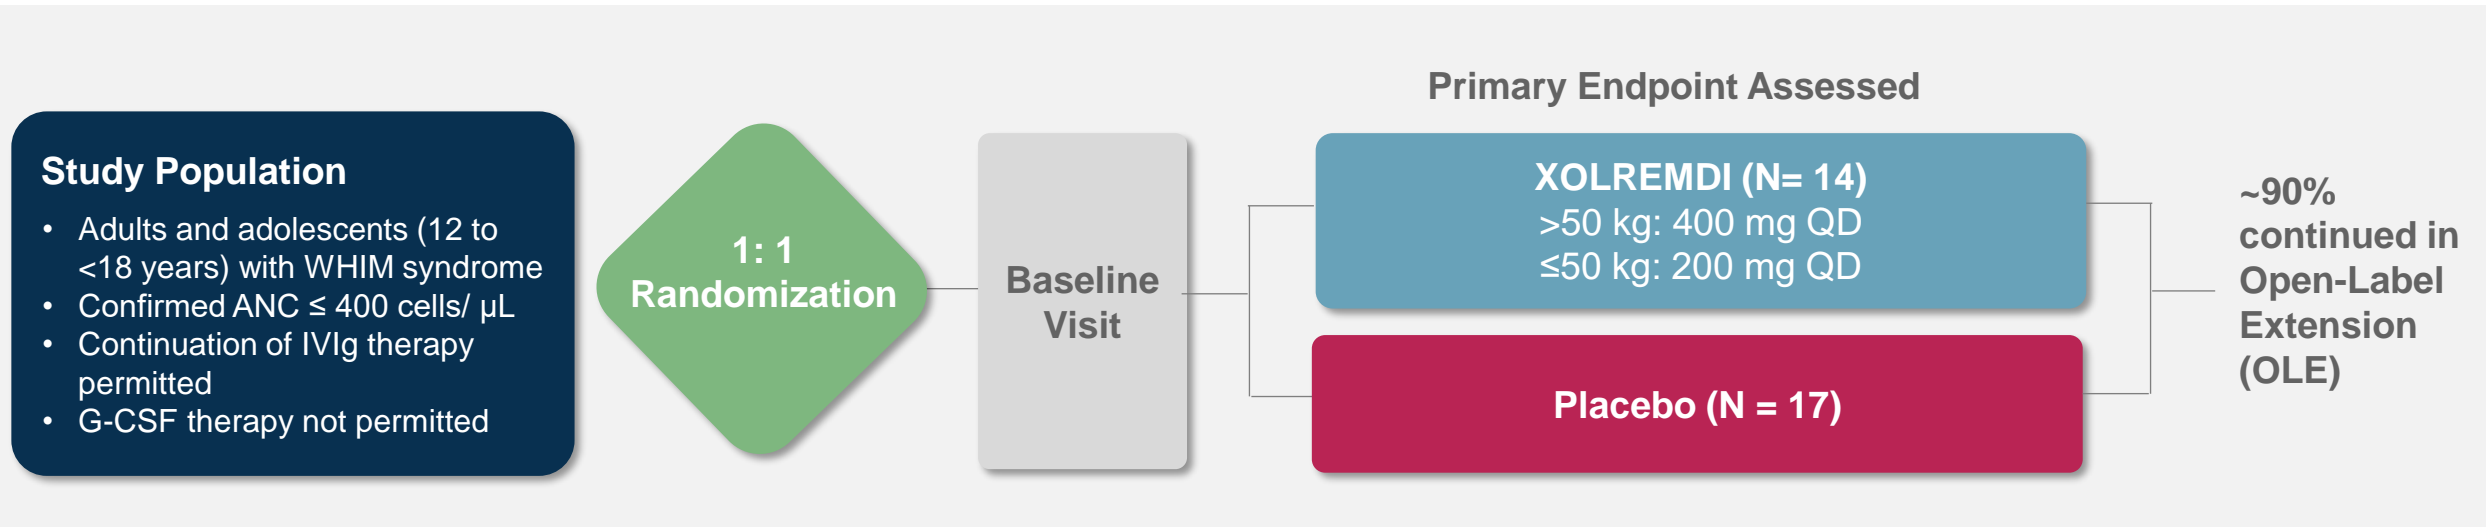 Study Population
• Adults and adolescents (12 to
<18 years) with WHIM syndrome
• Confirmed ANC ≤ 400 cells/ μL
• Continuation of IVIg therapy
permitted
• G-CSF therapy not permitted
1: 1
Randomization
Baseline
Visit
Primary Endpoint Assessed
XOLREMDI (N= 14)
>50 kg: 400 mg QD
≤50 kg: 200 mg QD
Placebo (N = 17)
~90%
continued in
Open-Label
Extension
(OLE)